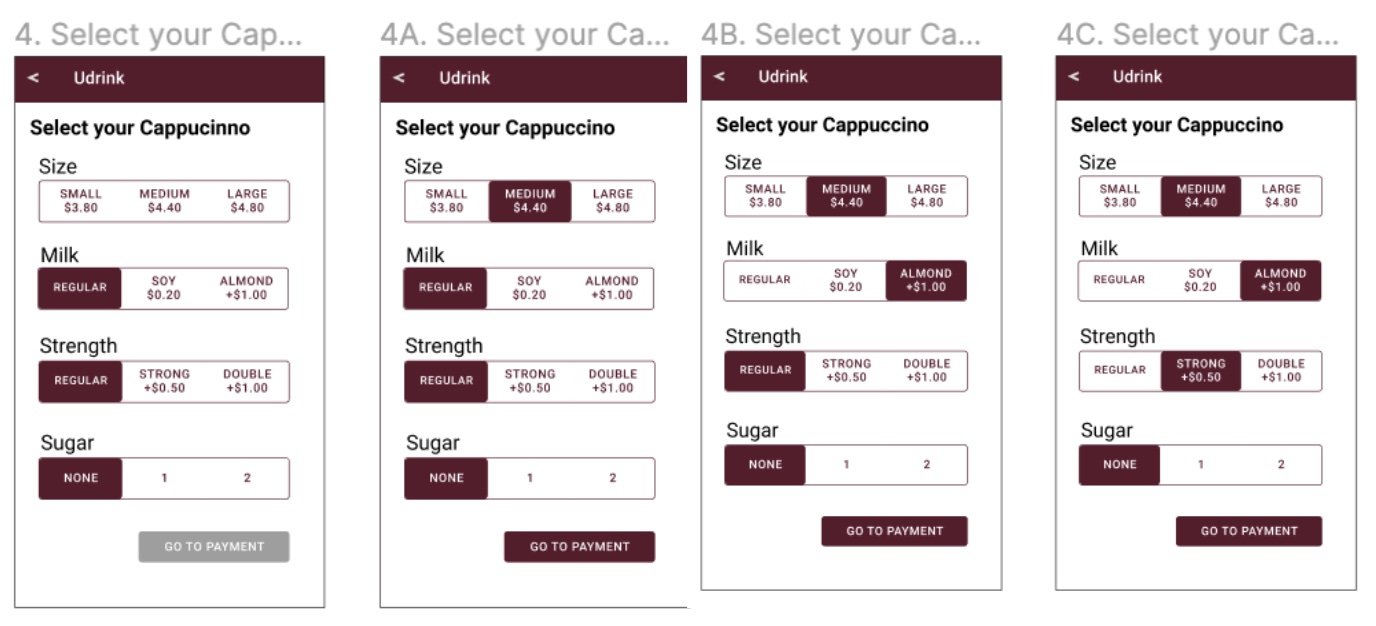 4. Select your Cap...
< Udrink
Select your Cappucinno
Size
SMALL MEDIUM LARGE
$3.80 $4.40 $4.80
Milk
REGULAR SOY ALMOND
$0.20 +$1.00
Strength
REGULAR STRONG DOUBLE
+$0.50 +$1.00
Sugar
NONE 1 2
GO TO PAYMENT
4A. Select your Ca...
< Udrink
Select your Cappuccino
Size
SMALL MEDIUM LARGE
$3.80 $4.40 $4.80
Milk
REGULAR SOY ALMOND
$0.20 +$1.00
Strength
REGULAR STRONG DOUBLE
+$0.50 +$1.00
Sugar
NONE 1 2
GO TO PAYMENT
4B. Select your Ca...
< Udrink
Select your Cappuccino
Size
SMALL MEDIUM LARGE
$3.80 $4.40 $4.80
Milk
REGULAR SOY ALMOND
$0.20 +$1.00
Strength
REGULAR STRONG DOUBLE
+$0.50 +$1.00
Sugar
NONE 1 2
GO TO PAYMENT
4C. Select your Ca...
< Udrink
Select your Cappuccino
Size
SMALL MEDIUM LARGE
$3.80 $4.40 $4.80
Milk
REGULAR SOY ALMOND
$0.20 +$1.00
Strength
REGULAR STRONG DOUBLE
+$0.50 +$1.00
Sugar
NONE 1 2
GO TO PAYMENT